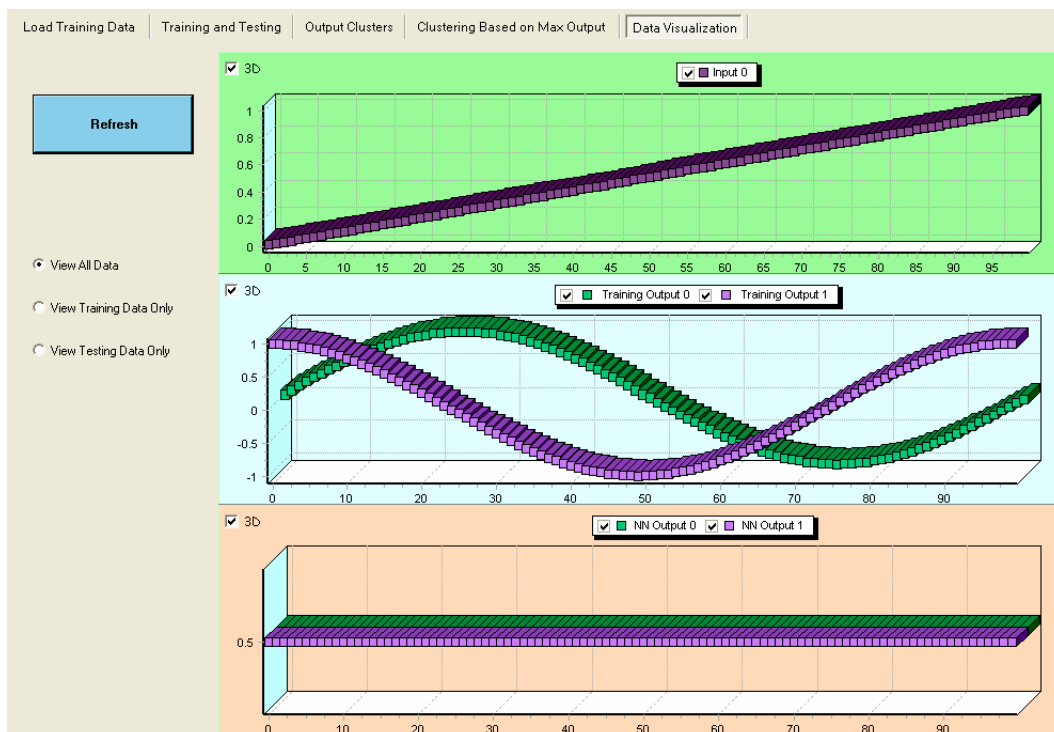 Load Training Data Training and Testing Output Clusters Clustering Based on Max Output Data Visualization
Refresh
View All Data
View Training Data Only
View Testing Data Only
3D
Input 0
1
0.8
0.6
0.4
0.2
0
0 5 10 15 20 25 30 35 40 45 50 55 60 65 70 75 80 85 90 95
3D
Training Output 0 Training Output 1
1
0.5
0
-0.5
-1
0 10 20 30 40 50 60 70 80 90
3D
NN Output 0 NN Output 1
0.5
0 10 20 30 40 50 60 70 80 90